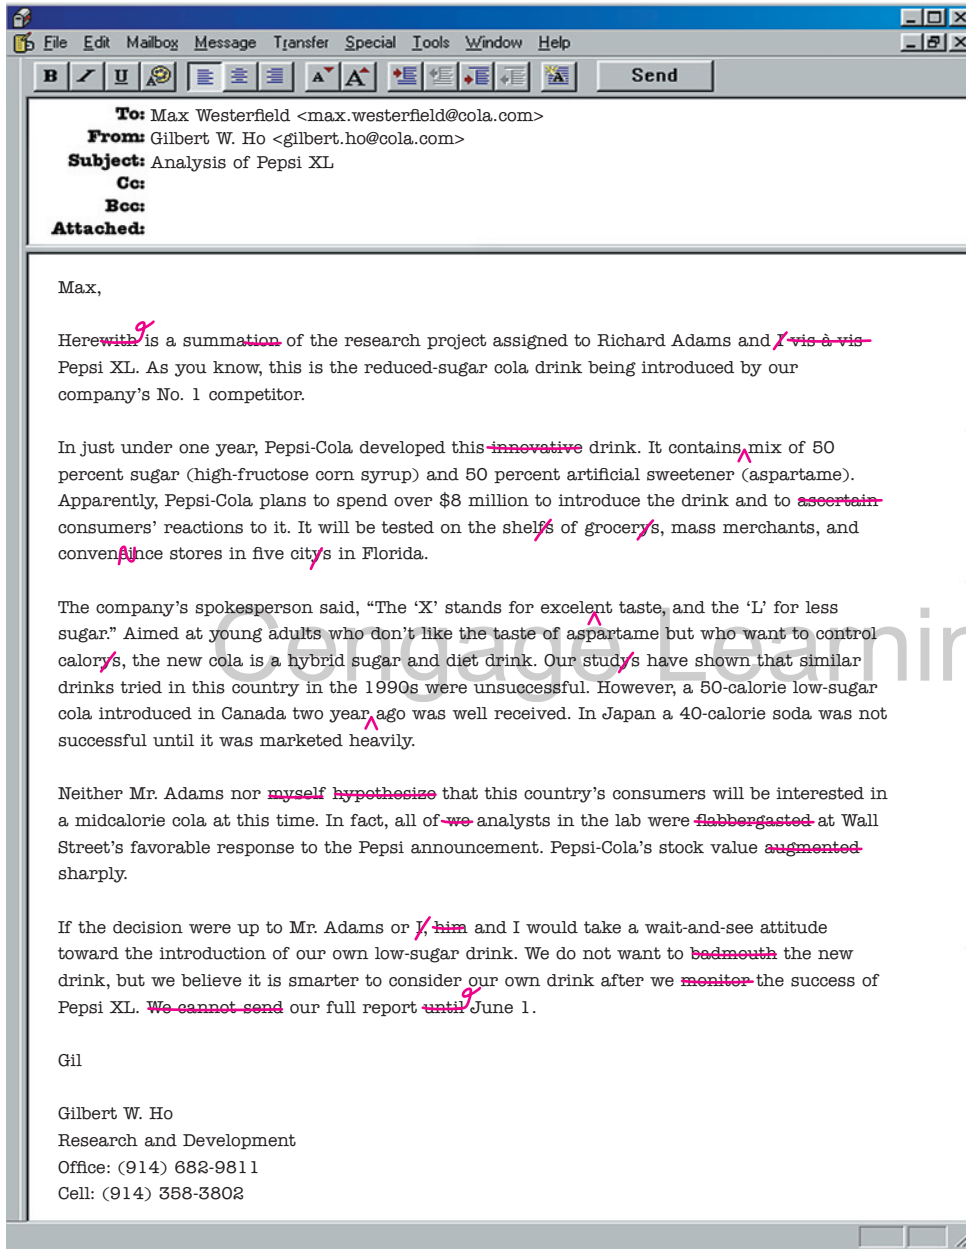 File Edit Mailbox Message Transfer Special Tools Window Help
B I U A A A A Send
To: Max Westerfield <max.westerfield@cola.com>
From: Gilbert W. Ho <gilbert.ho@cola.com>
Subject: Analysis of Pepsi XL
Cc:
Bcc:
Attached:
Max,
Herewith is a summation of the research project assigned to Richard Adams and I vis à vis
Pepsi XL. As you know, this is the reduced-sugar cola drink being introduced by our
company's No. 1 competitor.
In just under one year, Pepsi-Cola developed this innovative drink. It contains mix of 50
percent sugar (high-fructose corn syrup) and 50 percent artificial sweetener (aspartame).
Apparently, Pepsi-Cola plans to spend over $8 million to introduce the drink and to ascertain
consumers' reactions to it. It will be tested on the shelfs of grocerys, mass merchants, and
conveneince stores in five citys in Florida.
The company's spokesperson said, “The ‘X’ stands for excelent taste, and the ‘L’ for less
sugar.” Aimed at young adults who don't like the taste of aspartame but who want to control
calorys, the new cola is a hybrid sugar and diet drink. Our studys have shown that similar
drinks tried in this country in the 1990s were unsuccessful. However, a 50-calorie low-sugar
cola introduced in Canada two year ago was well received. In Japan a 40-calorie soda was not
successful until it was marketed heavily.
Cengage Learnin
Neither Mr. Adams nor myself hypothesize that this country's consumers will be interested in
a midcalorie cola at this time. In fact, all of we analysts in the lab were flabbergasted at Wall
Street's favorable response to the Pepsi announcement. Pepsi-Cola's stock value augmented
sharply.
If the decision were up to Mr. Adams or I, him and I would take a wait-and-see attitude
toward the introduction of our own low-sugar drink. We do not want to badmouth the new
drink, but we believe it is smarter to consider our own drink after we monitor the success of
Pepsi XL. We cannot send our full report until June 1.
Gil
Gilbert W. Ho
Research and Development
Office: (914) 682-9811
Cell: (914) 358-3802